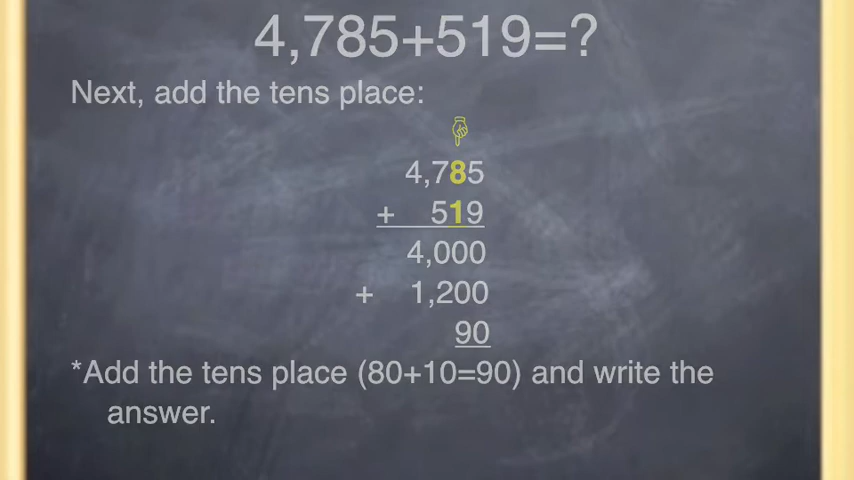 4,785+519=?
Next, add the tens place:
4,785
+ 519
4,000
+ 1,200
90
*Add the tens place (80+10=90) and write the
answer.